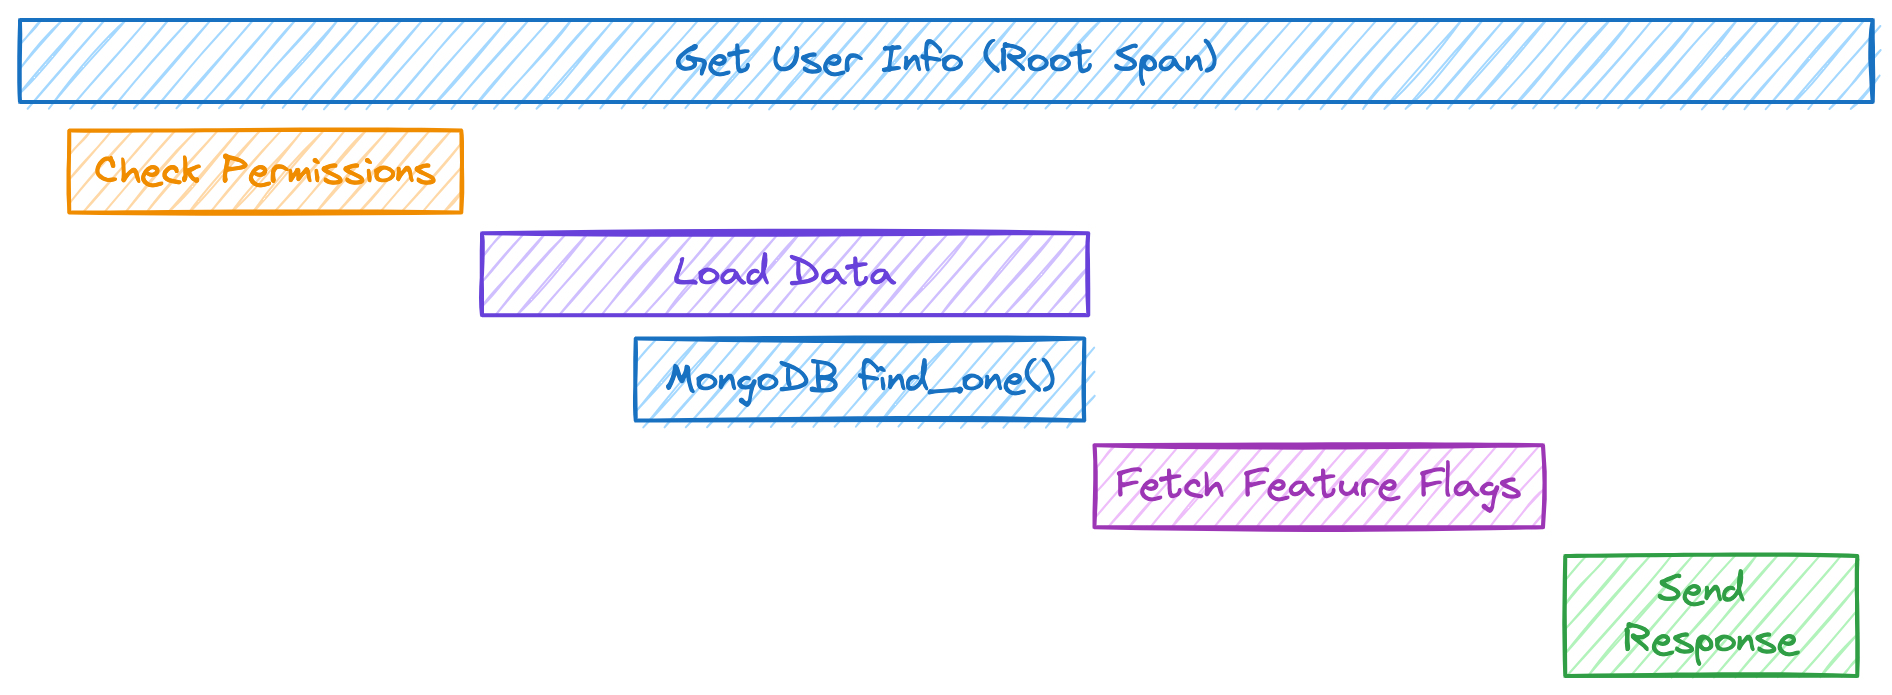 Get User Info (Root Span)
Check Permissions
Load Data
MongoDB find_one()
Fetch Feature Flags
Send
Response